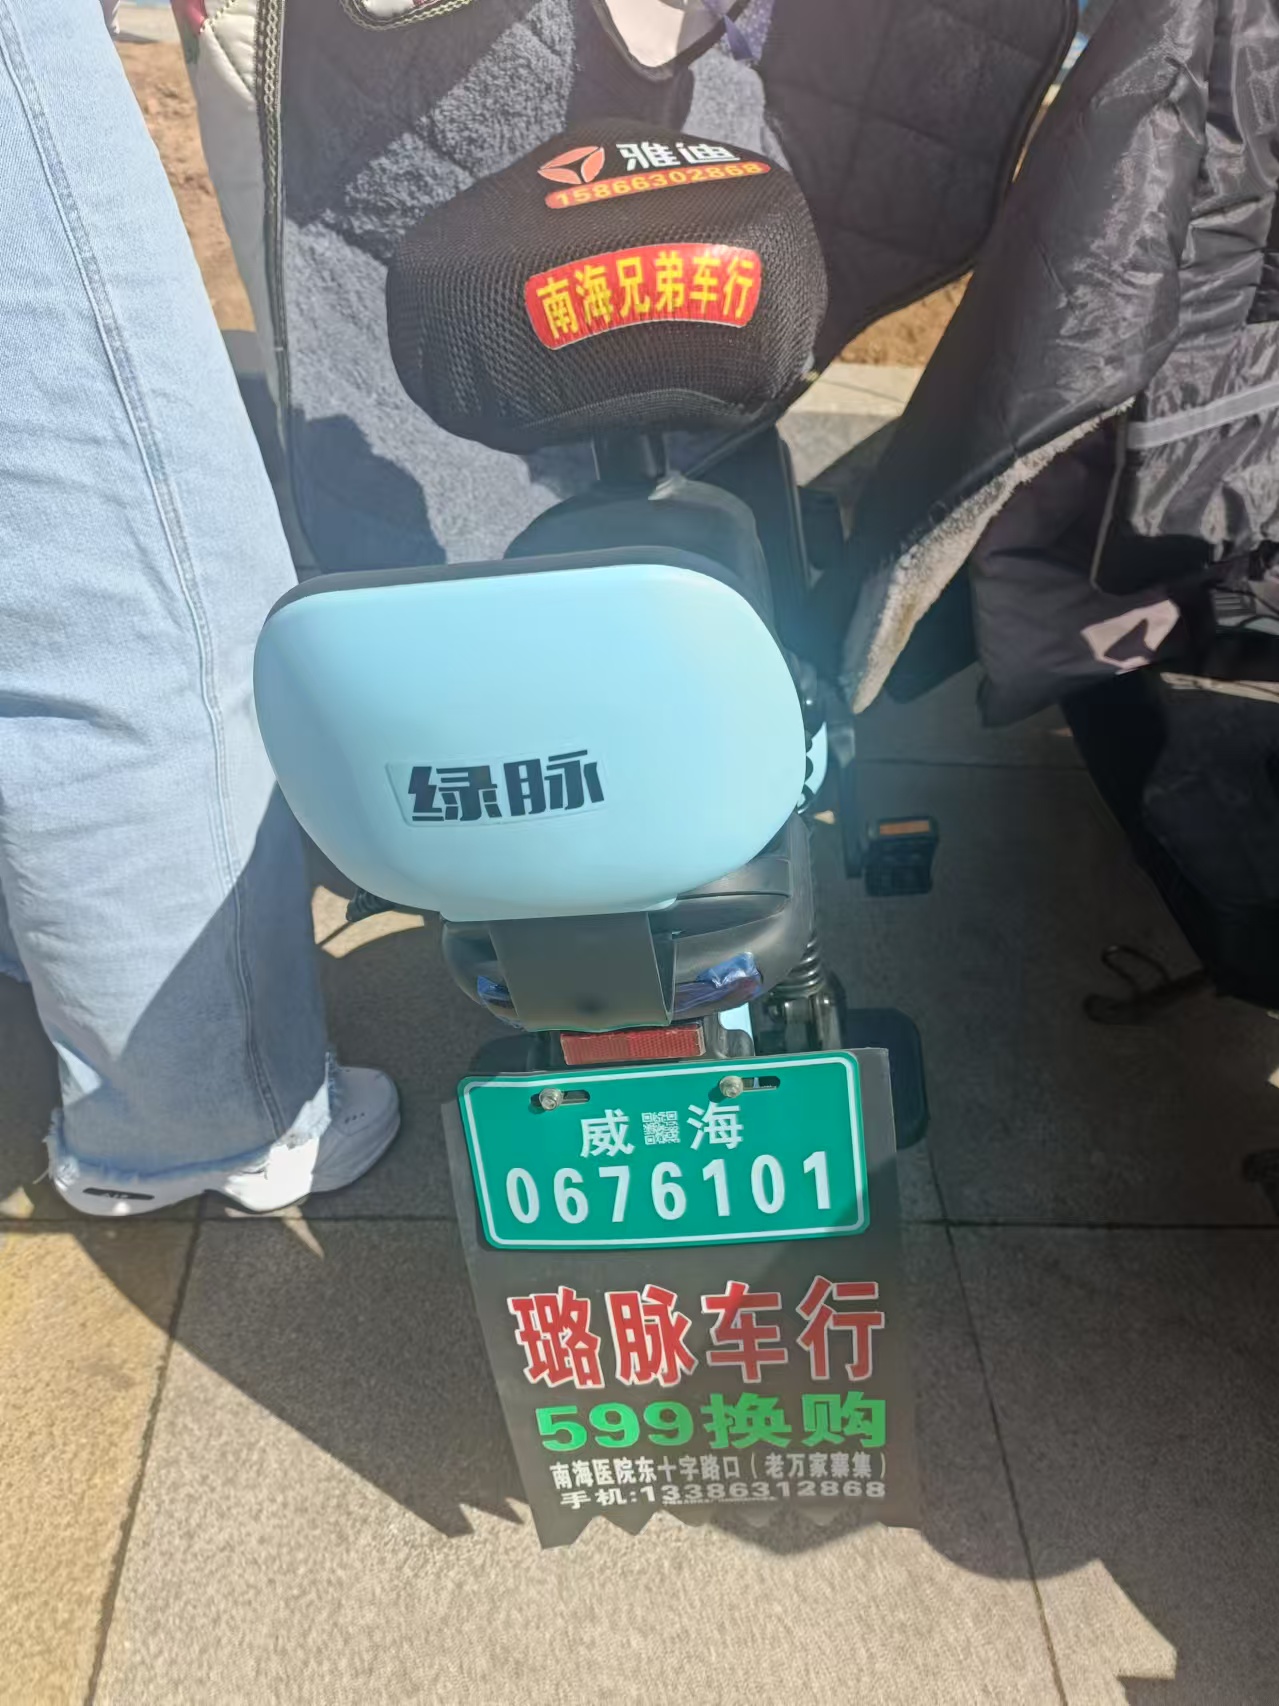 雅迪
15866302868
南海兄弟车行
绿脉
威 海
0676101
璐脉车行
599换购
南海医院东十字路口（老万家寨集）
手机:13386312868